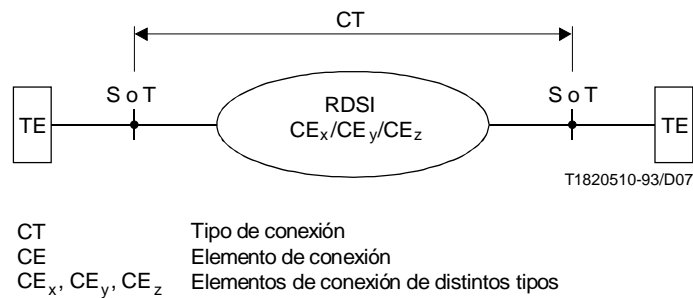 CT
S o T
S o T
TE
RDSI
CEx/CEy/CEz
TE
T1820510-93/D07
CT Tipo de conexión
CE Elemento de conexión
CEx, CEy, CEz Elementos de conexión de distintos tipos